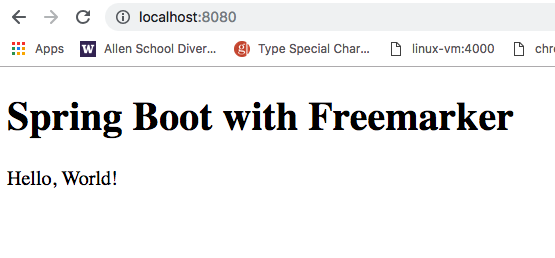 localhost:8080
Apps W Allen School Diver... g Type Special Char... linux-vm:4000 chr
Spring Boot with Freemarker
Hello, World!